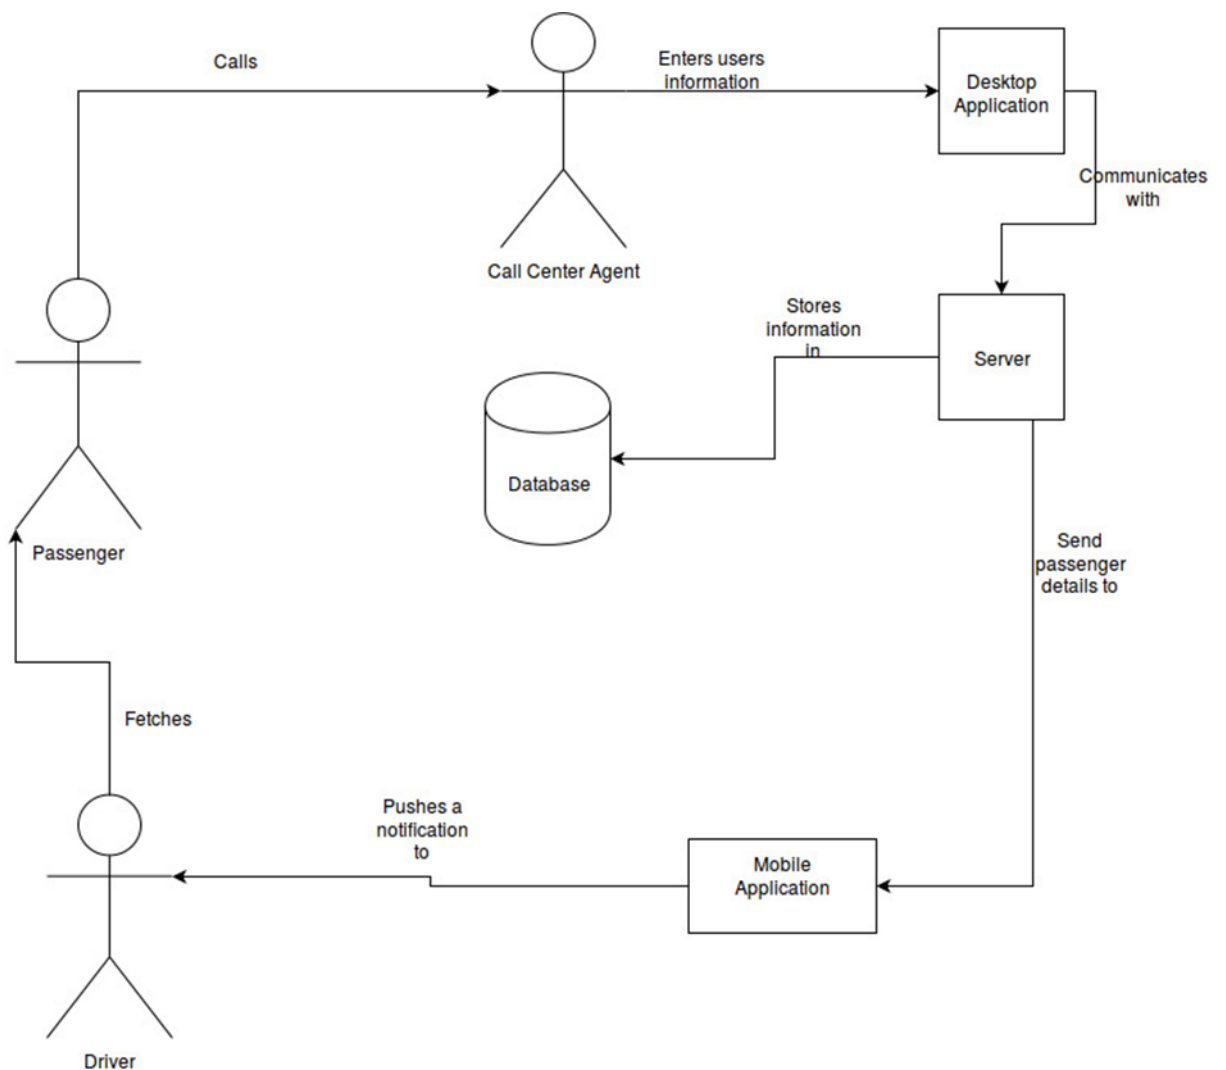 Calls
Enters users
information
Desktop
Application
Communicates
with
Call Center Agent
Stores
information
in
Server
Database
Passenger
Send
passenger
details to
Fetches
Pushes a
notification
to
Mobile
Application
Driver